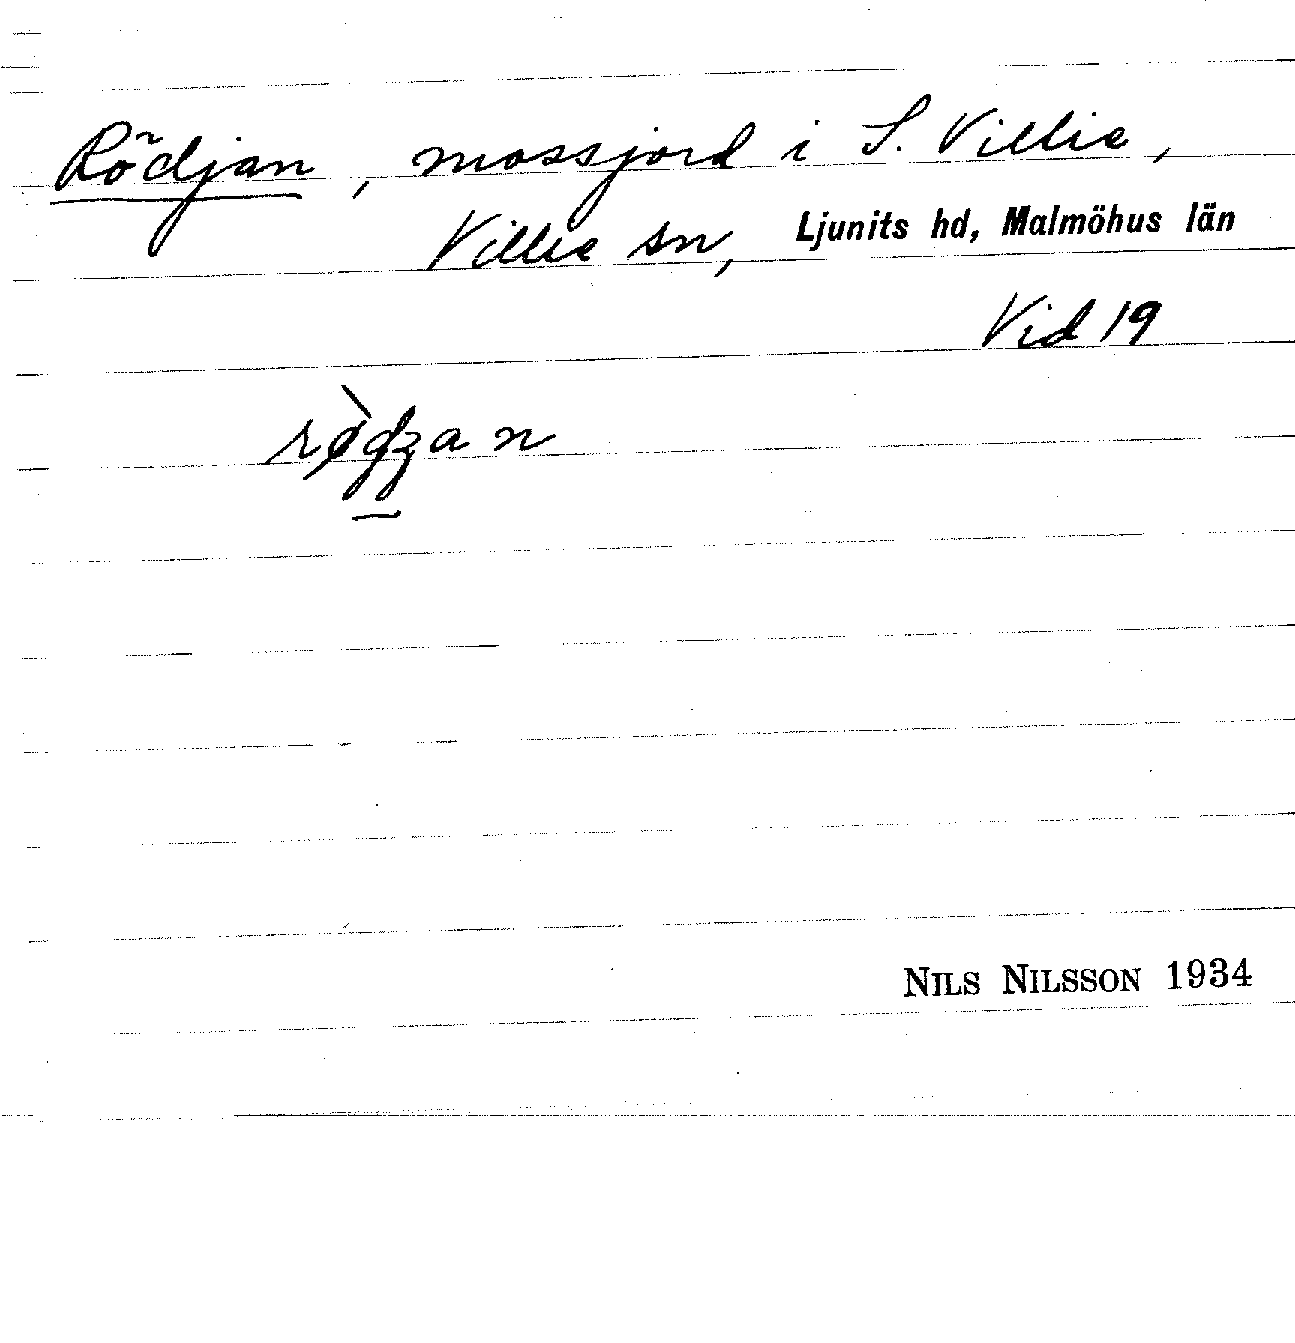 Rödjan, mossjord i S. Villie,
Villie sn, Ljunits hd, Malmöhus län
Vid 19
NILS NILSSON 1934